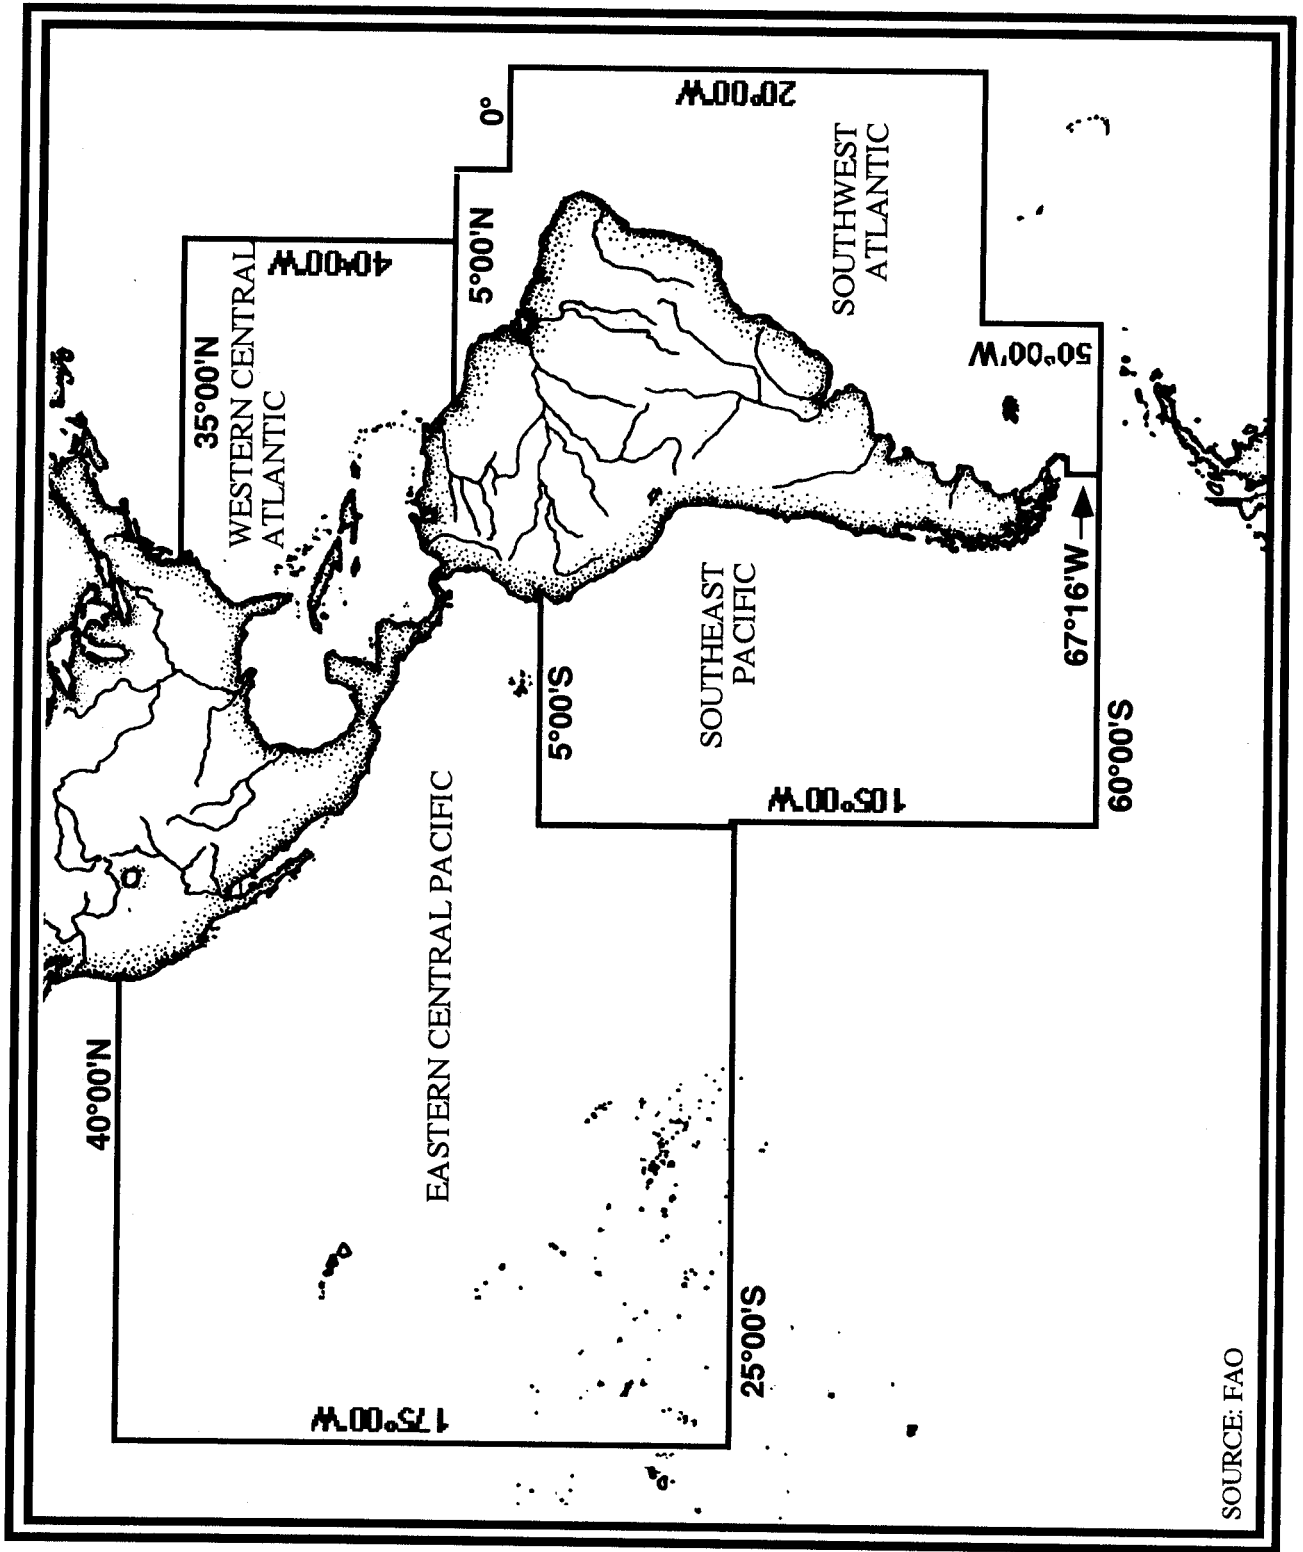 40°00'N
35°00'N
WESTERN CENTRAL
ATLANTIC
40°00'W
5°00'N
0°
20°00'W
EASTERN CENTRAL PACIFIC
175°00'W
25°00'S
5°00'S
SOUTHEAST
PACIFIC
105°00'W
SOUTHWEST
ATLANTIC
50°00'W
67°16'W
60°00'S
SOURCE: FAO